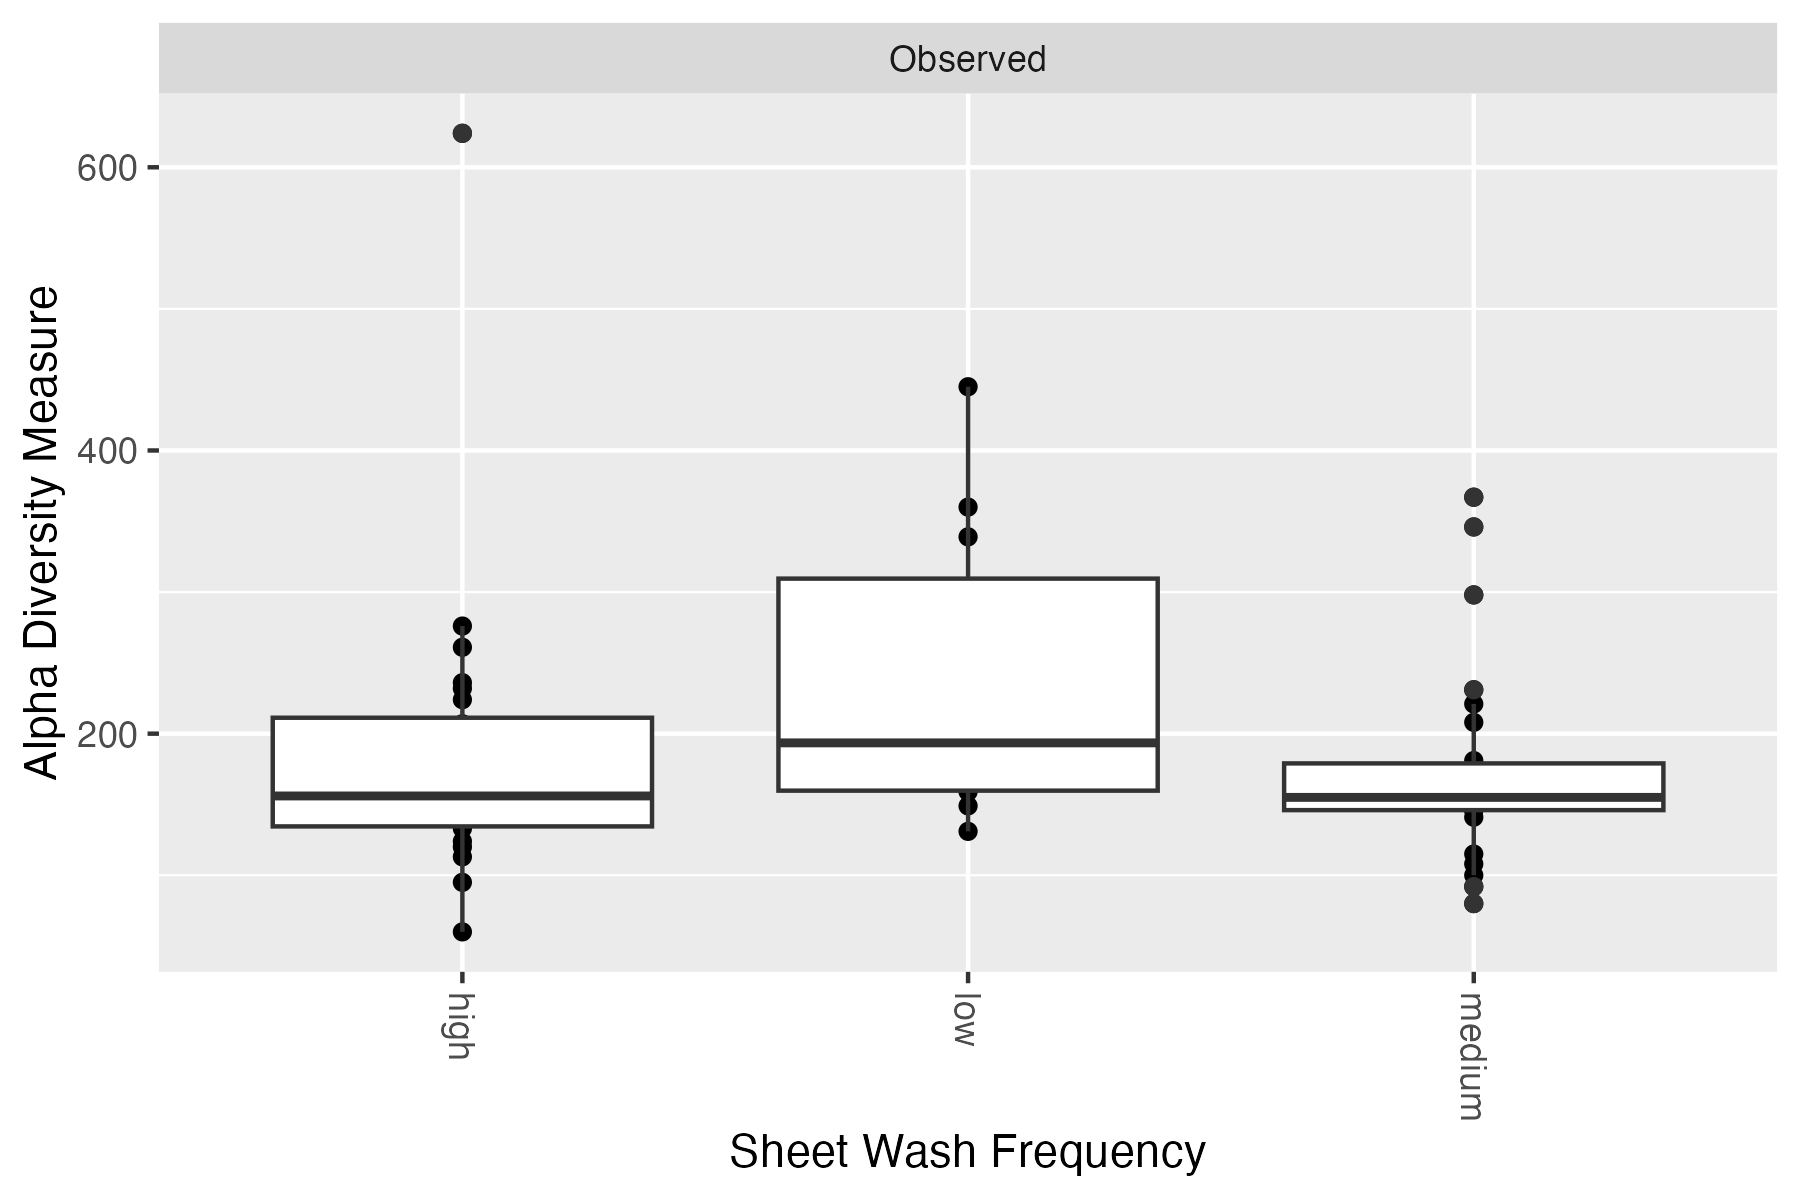 Observed
600
400
200
Alpha Diversity Measure
high
low
medium
Sheet Wash Frequency